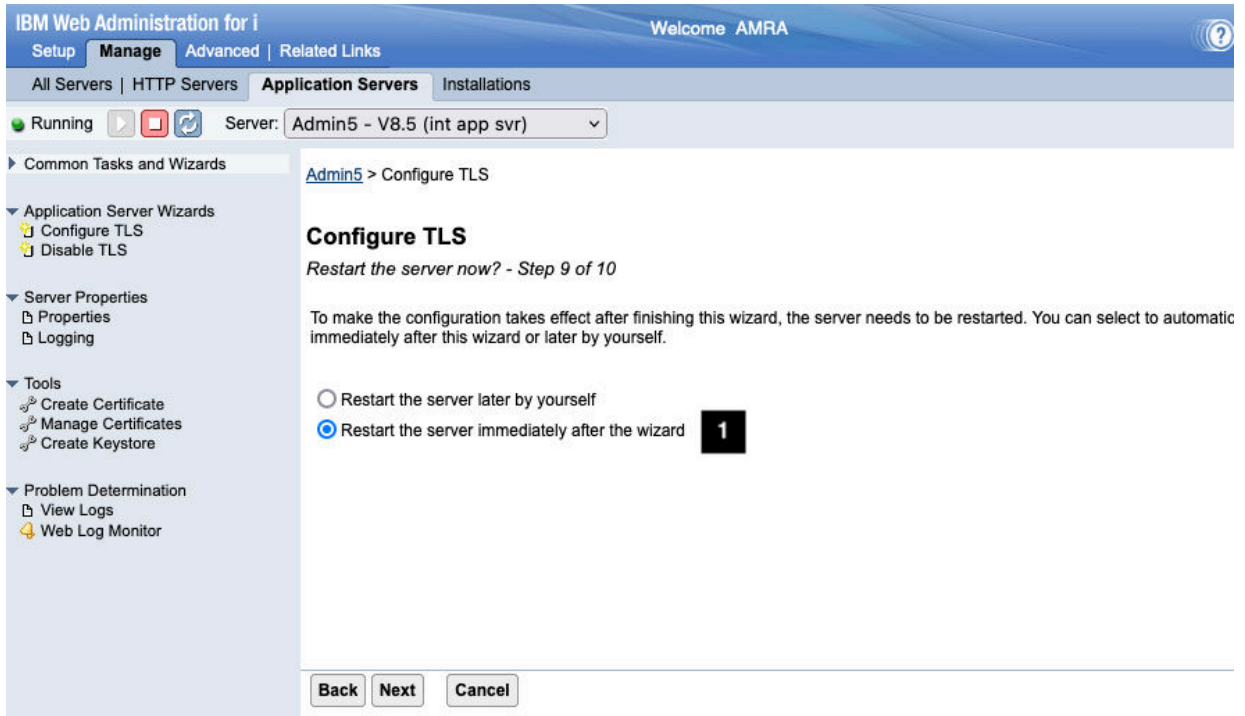 IBM Web Administration for i
Welcome AMRA
Setup Manage Advanced | Related Links
All Servers | HTTP Servers Application Servers Installations
Running Server: Admin5 - V8.5 (int app svr)
Common Tasks and Wizards
Application Server Wizards
Configure TLS
Disable TLS
Server Properties
Properties
Logging
Tools
Create Certificate
Manage Certificates
Create Keystore
Problem Determination
View Logs
Web Log Monitor
Admin5 > Configure TLS
Configure TLS
Restart the server now? - Step 9 of 10
To make the configuration takes effect after finishing this wizard, the server needs to be restarted. You can select to automatic
immediately after this wizard or later by yourself.
Restart the server later by yourself
Restart the server immediately after the wizard 1
Back Next Cancel